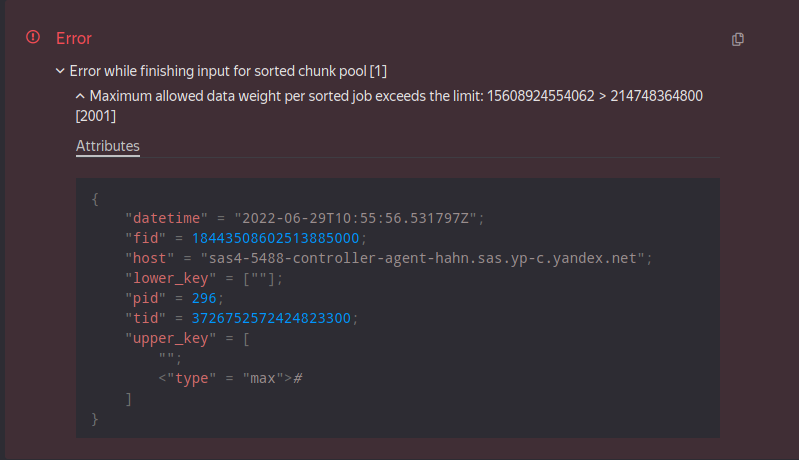 Error
Error while finishing input for sorted chunk pool [1]
Maximum allowed data weight per sorted job exceeds the limit: 15608924554062 > 214748364800
[2001]
Attributes
{
"datetime" = "2022-06-29T10:55:56.531797Z";
"fid" = 18443508602513885000;
"host" = "sas4-5488-controller-agent-hahn.sas.yp-c.yandex.net";
"lower_key" = [""];
"pid" = 296;
"tid" = 3726752572424823300;
"upper_key" = [
"";
<"type" = "max">#
]
}